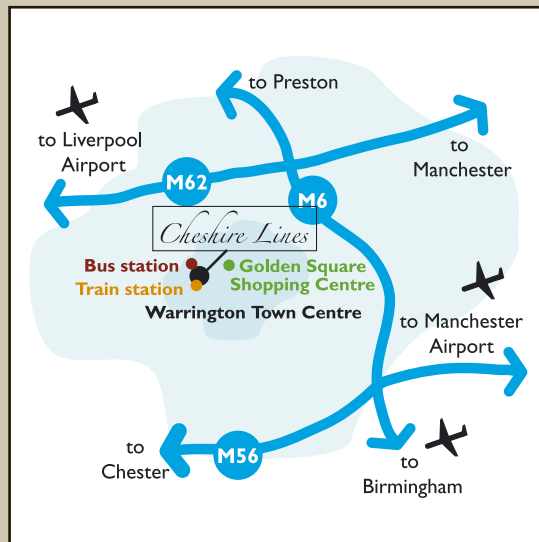 to Preston
to Liverpool
Airport
to
Manchester
M62
M6
Cheshire Lines
Bus station
Golden Square
Train station
Shopping Centre
Warrington Town Centre
to Manchester
Airport
to
Chester
M56
to
Birmingham